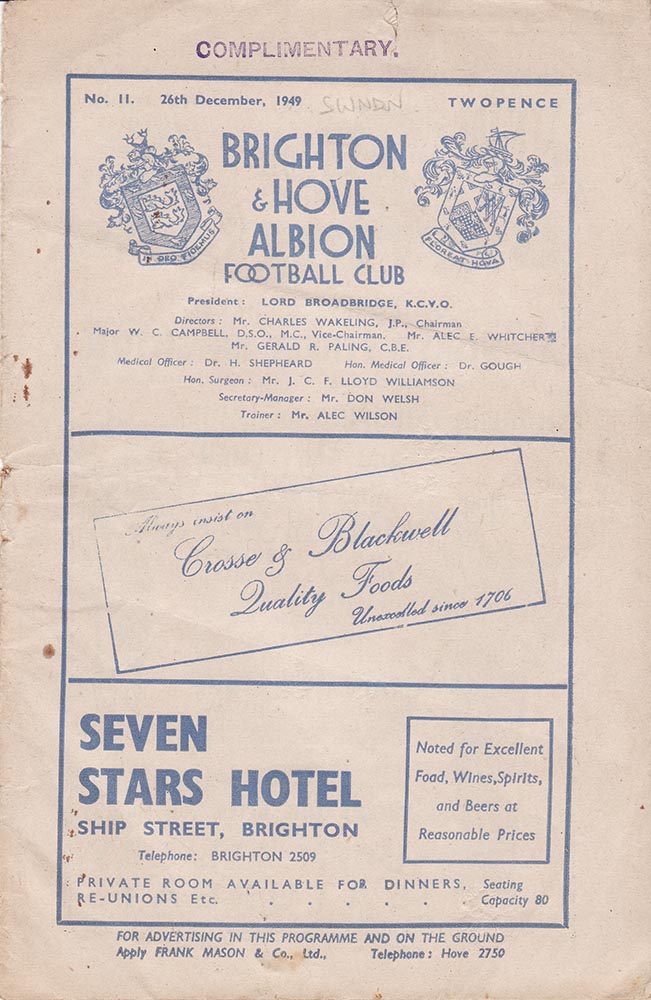 COMPLIMENTARY.
No. 11. 26th December, 1949 TWOPENCE
BRIGHTON
& HOVE
ALBION
FOOTBALL CLUB
IN DEO FIDEMUS
FLOREAT HOVA
President : LORD BROADBRIDGE, K.C.Y.O.
Directors : Mr. CHARLES WAKELING, J.P., Chairman
Major W. C. CAMPBELL, D.S.O., M.C., Vice-Chairman. Mr. ALEC E. WHITCHER
Mr. GERALD R. PALING, C.B.E.
Medical Officer : Dr. H. SHEPHEARD Hon. Medical Officer : Dr. GOUGH
Hon. Surgeon : Mr. J. C. F. LLOYD WILLIAMSON
Secretary-Manager : Mr. DON WELSH
Trainer : Mr. ALEC WILSON
Always insist on
Crosse & Blackwell
Quality Foods
Unexcelled since 1706
SEVEN
STARS HOTEL
SHIP STREET, BRIGHTON
Telephone: BRIGHTON 2509
Noted for Excellent
Food, Wines,Spirits,
and Beers at
Reasonable Prices
PRIVATE ROOM AVAILABLE FOR DINNERS, Seating
RE-UNIONS Etc. . . . . . Capacity 80
FOR ADVERTISING IN THIS PROGRAMME AND ON THE GROUND
Apply FRANK MASON & Co., Ltd., Telephone : Hove 2750